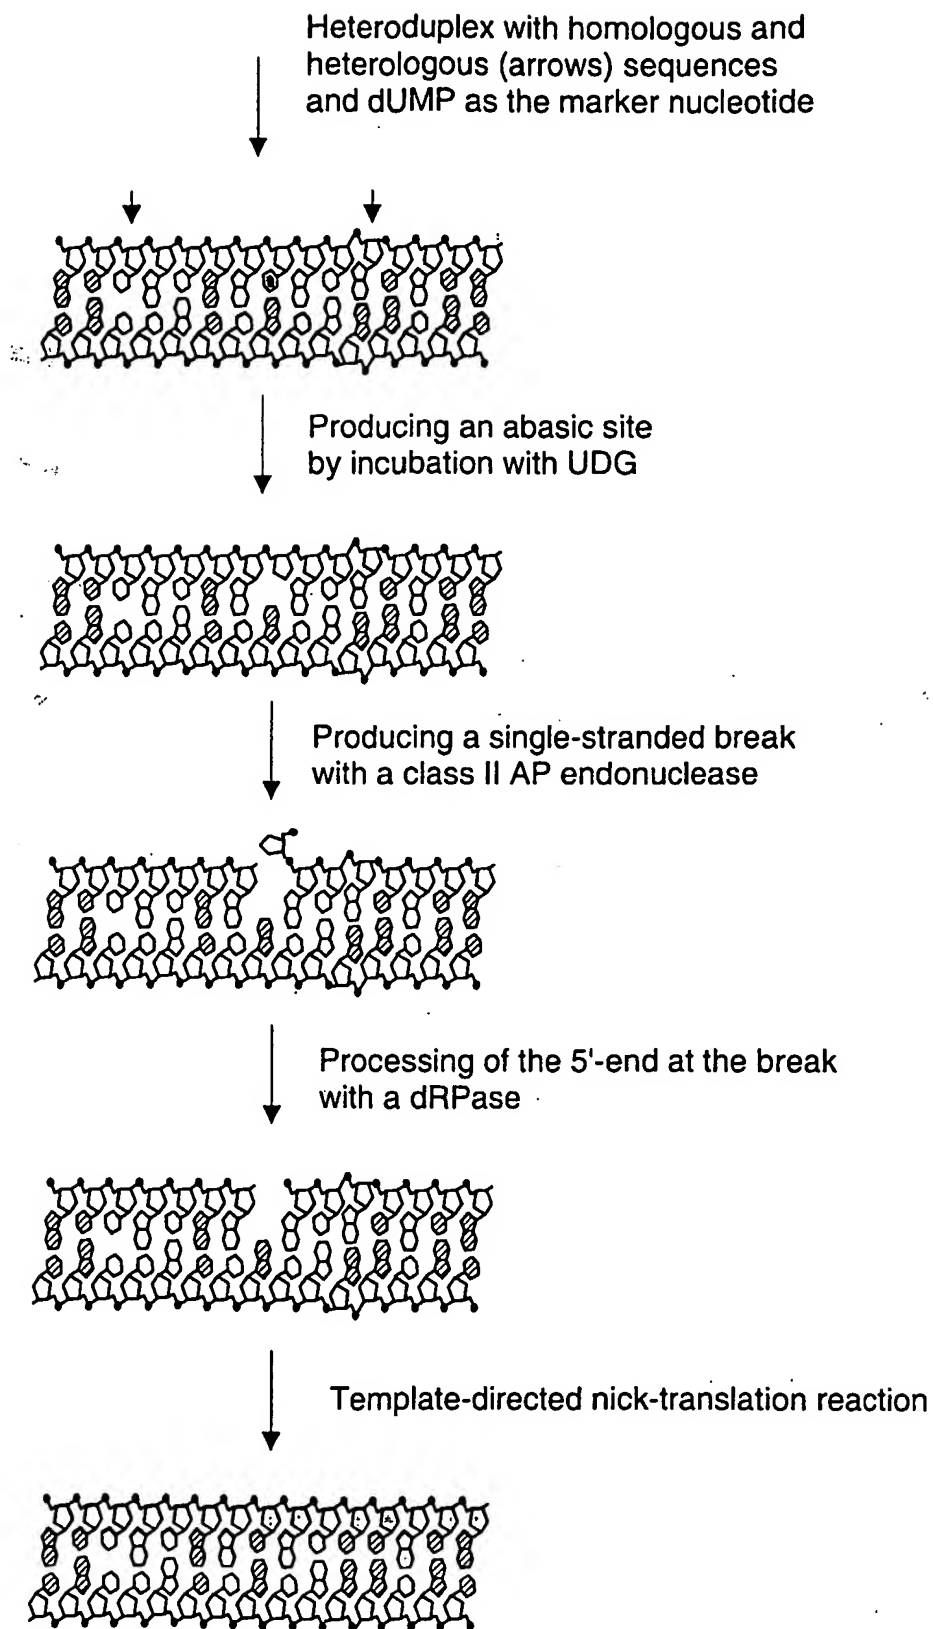 Heteroduplex with homologous and
heterologous (arrows) sequences
and dUMP as the marker nucleotide
Producing an abasic site
by incubation with UDG
Producing a single-stranded break
with a class II AP endonuclease
Processing of the 5'-end at the break
with a dRPase
Template-directed nick-translation reaction